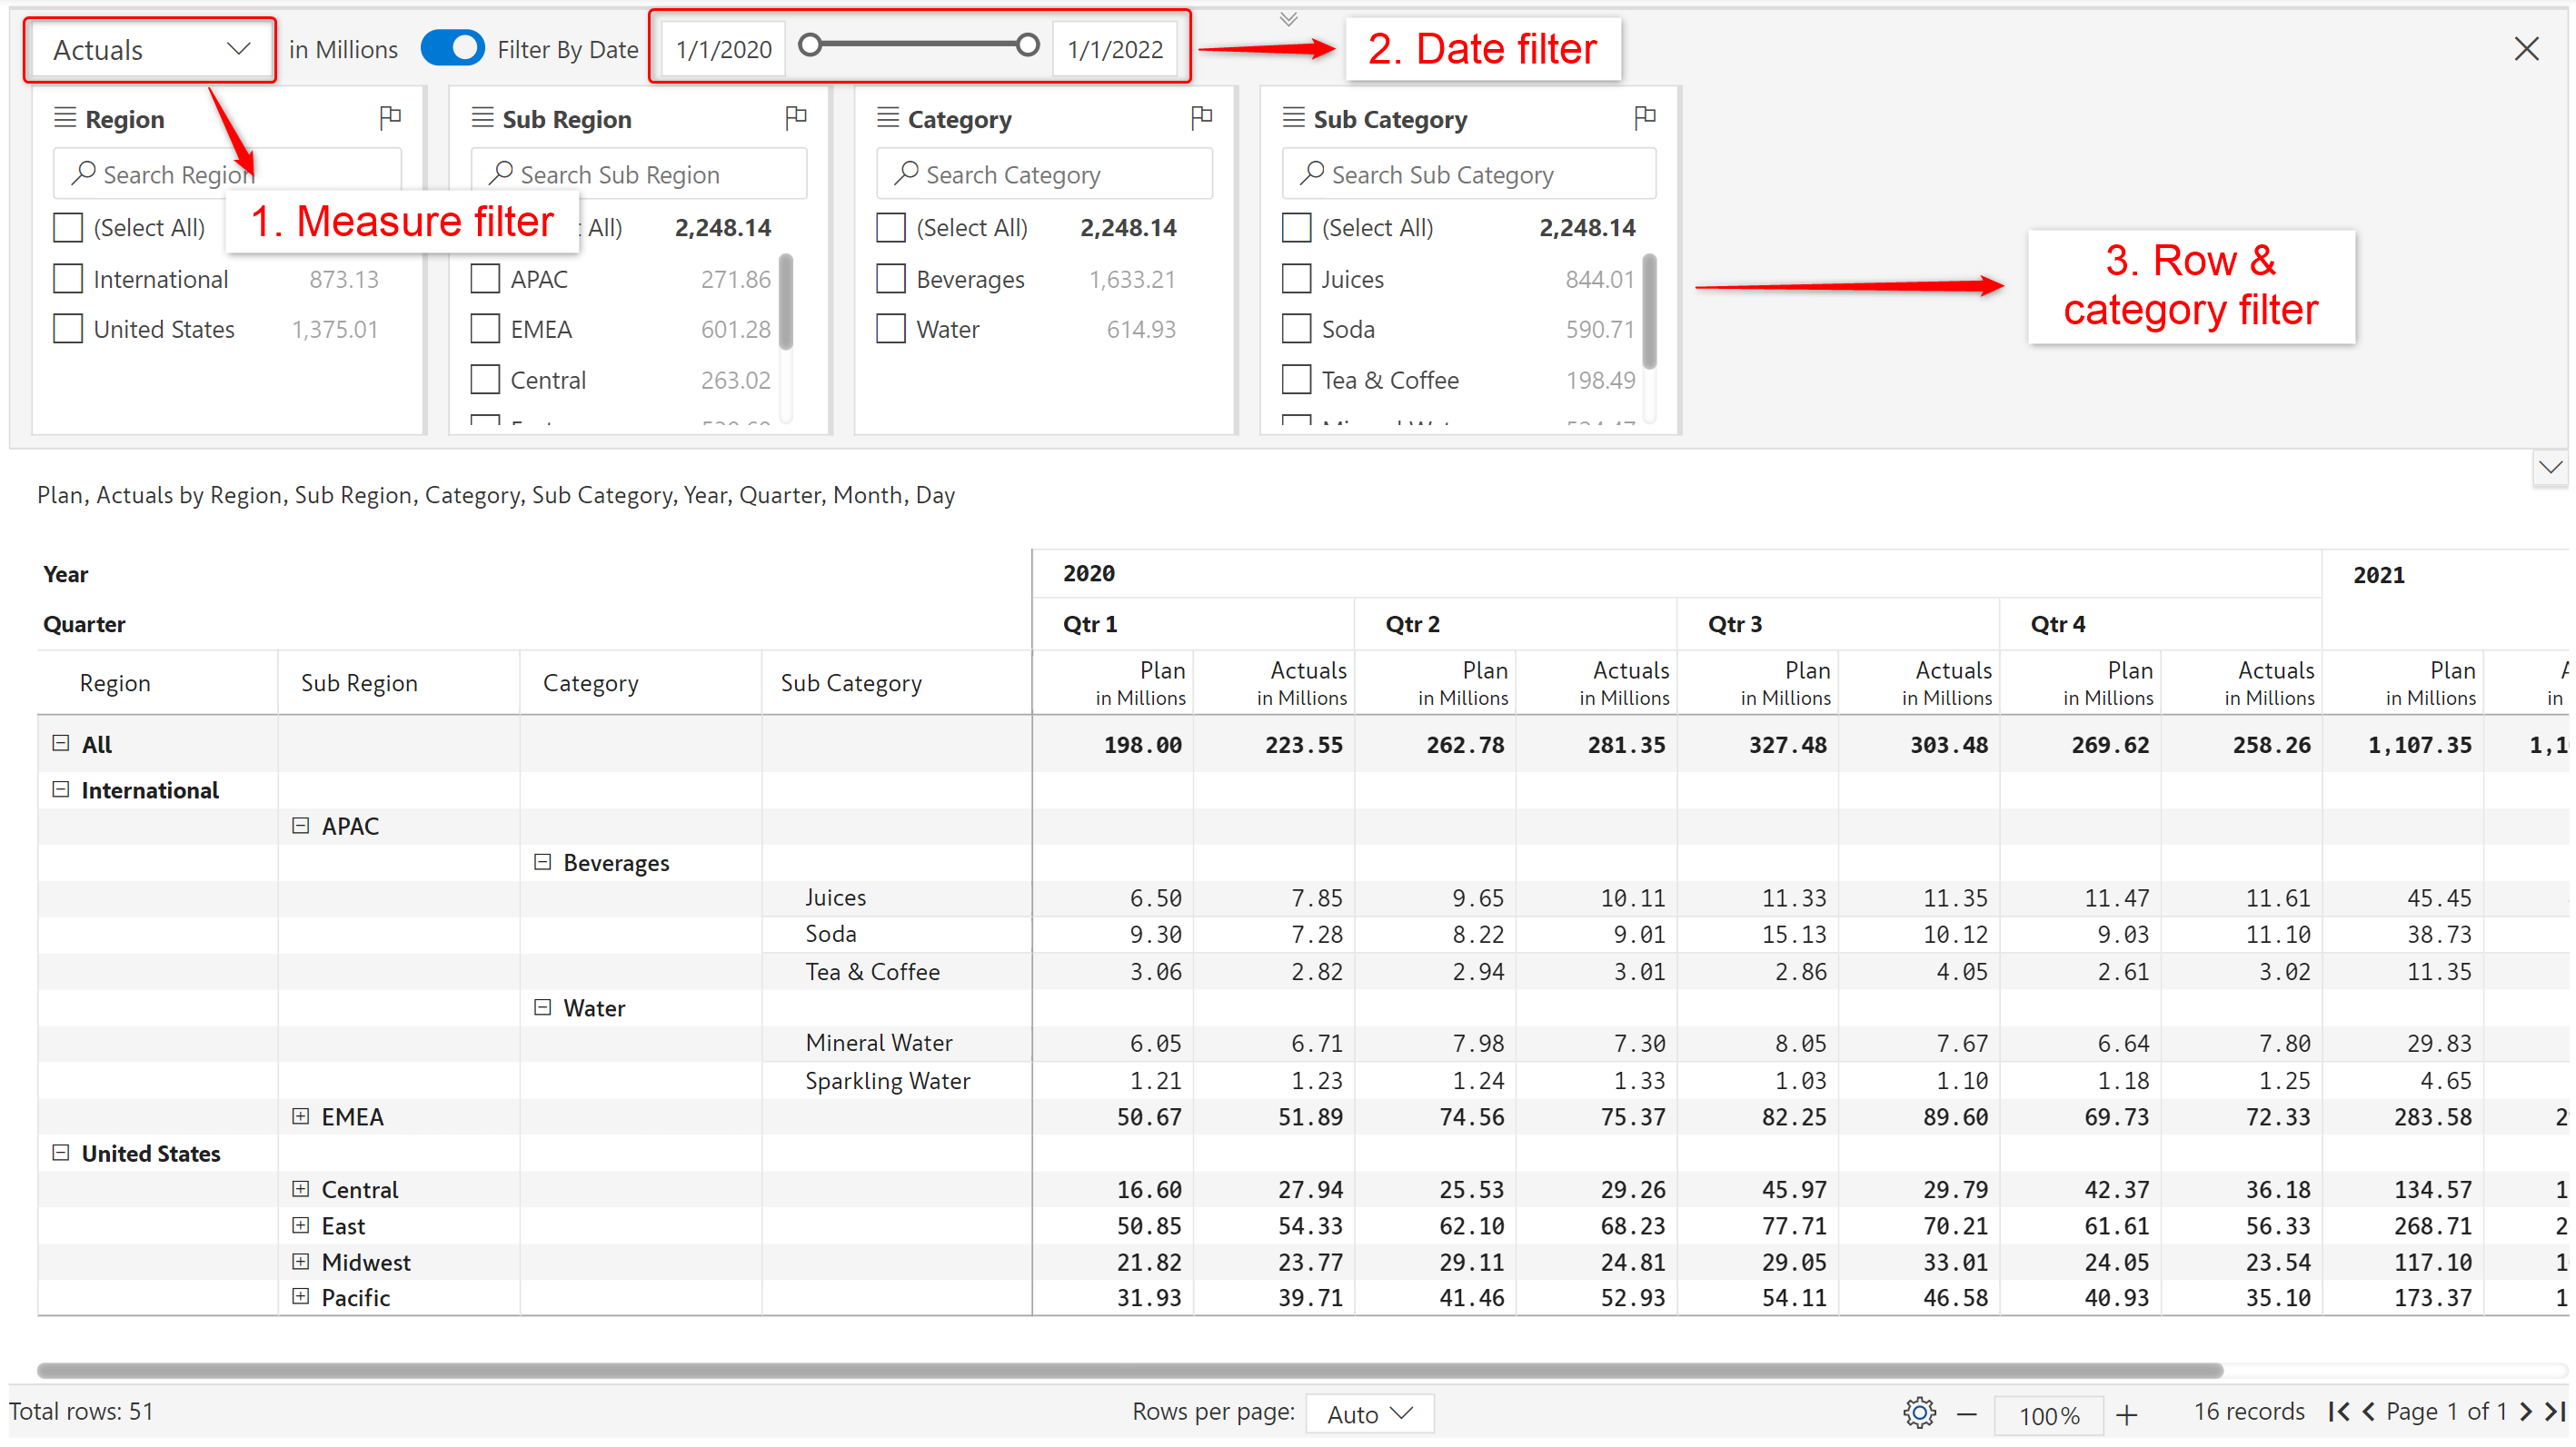 Actuals in Millions Filter By Date 1/1/2020 1/1/2022 2. Date filter
Region Sub Region Category Sub Category
Search Region Search Sub Region Search Category Search Sub Category
1. Measure filter
(Select All) All) 2,248.14 (Select All) 2,248.14 (Select All) 2,248.14
International 873.13 APAC 271.86 Beverages 1,633.21 Juices 844.01
United States 1,375.01 EMEA 601.28 Water 614.93 Soda 590.71
Central 263.02 Tea & Coffee 198.49
3. Row &
category filter
Plan, Actuals by Region, Sub Region, Category, Sub Category, Year, Quarter, Month, Day
Year 2020 2021
Quarter Qtr 1 Qtr 2 Qtr 3 Qtr 4
Region Sub Region Category Sub Category
Plan Actuals Plan Actuals Plan Actuals Plan Actuals Plan
in Millions in Millions in Millions in Millions in Millions in Millions in Millions in Millions in Millions in
All 198.00 223.55 262.78 281.35 327.48 303.48 269.62 258.26 1,107.35 1,1
International
APAC
Beverages
Juices 6.50 7.85 9.65 10.11 11.33 11.35 11.47 11.61 45.45
Soda 9.30 7.28 8.22 9.01 15.13 10.12 9.03 11.10 38.73
Tea & Coffee 3.06 2.82 2.94 3.01 2.86 4.05 2.61 3.02 11.35
Water
Mineral Water 6.05 6.71 7.98 7.30 8.05 7.67 6.64 7.80 29.83
Sparkling Water 1.21 1.23 1.24 1.33 1.03 1.10 1.18 1.25 4.65
EMEA 50.67 51.89 74.56 75.37 82.25 89.60 69.73 72.33 283.58 2
United States
Central 16.60 27.94 25.53 29.26 45.97 29.79 42.37 36.18 134.57 1
East 50.85 54.33 62.10 68.23 77.71 70.21 61.61 56.33 268.71 2
Midwest 21.82 23.77 29.11 24.81 29.05 33.01 24.05 23.54 117.10 1
Pacific 31.93 39.71 41.46 52.93 54.11 46.58 40.93 35.10 173.37 1
Total rows: 51 Rows per page: Auto 100% 16 records Page 1 of 1